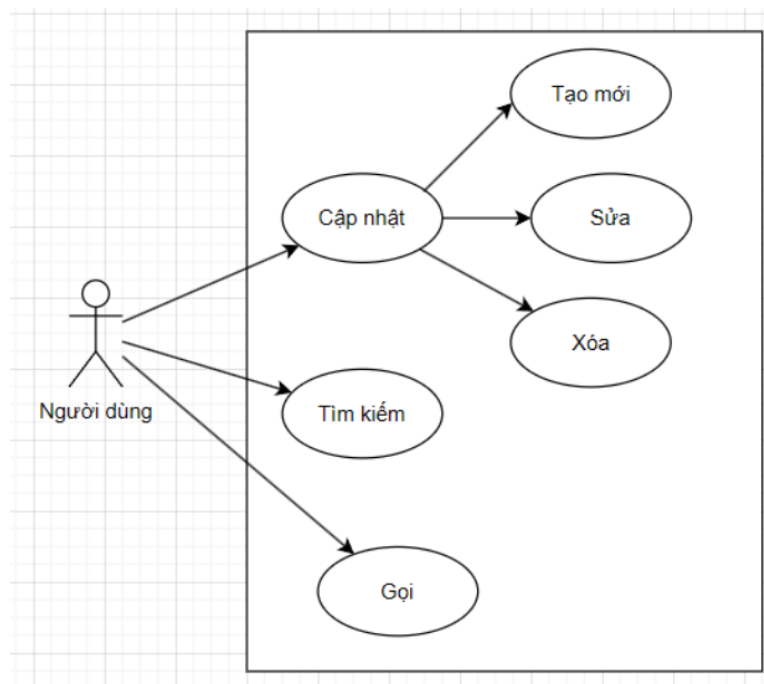 Tạo mới
Cập nhật
Sửa
Xóa
Người dùng
Tìm kiếm
Gọi